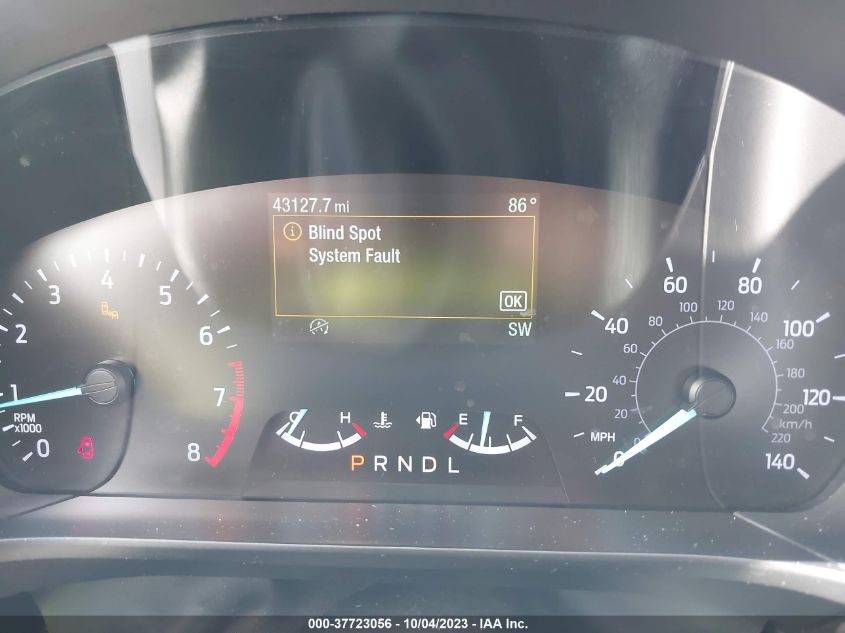 43127.7 mi 86°
Blind Spot
System Fault
OK
SW
0 1 2 3 4 5 6 7 8
RPM
x1000
C H E F
P R N D L
0 20 40 60 80 100 120 140
MPH
0 20 40 60 80 100 120 140 160 180 200 220
km/h
000-37723056 - 10/04/2023 - IAA Inc.